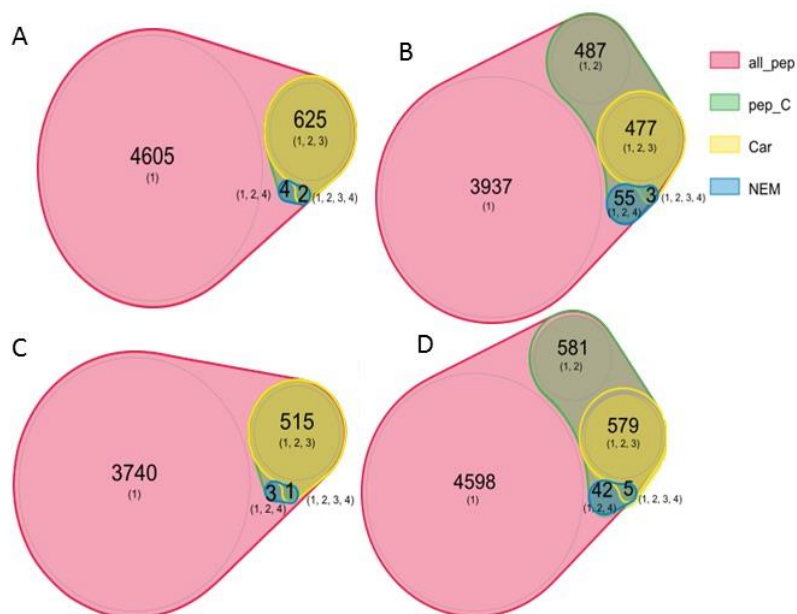 A
4605
(1)
625
(1, 2, 3)
(1, 2, 4)
4
2
(1, 2, 3, 4)
B
487
(1, 2)
477
(1, 2, 3)
3937
(1)
55
(1, 2, 4)
3
(1, 2, 3, 4)
all_pep
pep_C
Car
NEM
C
3740
(1)
515
(1, 2, 3)
3
1
(1, 2, 4)
(1, 2, 3, 4)
D
581
(1, 2)
579
(1, 2, 3)
4598
(1)
42
(1, 2, 4)
5
(1, 2, 3, 4)